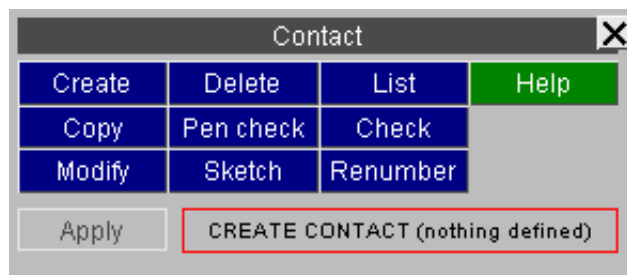 Contact X
Create Delete List Help
Copy Pen check Check
Modify Sketch Renumber
Apply CREATE CONTACT (nothing defined)